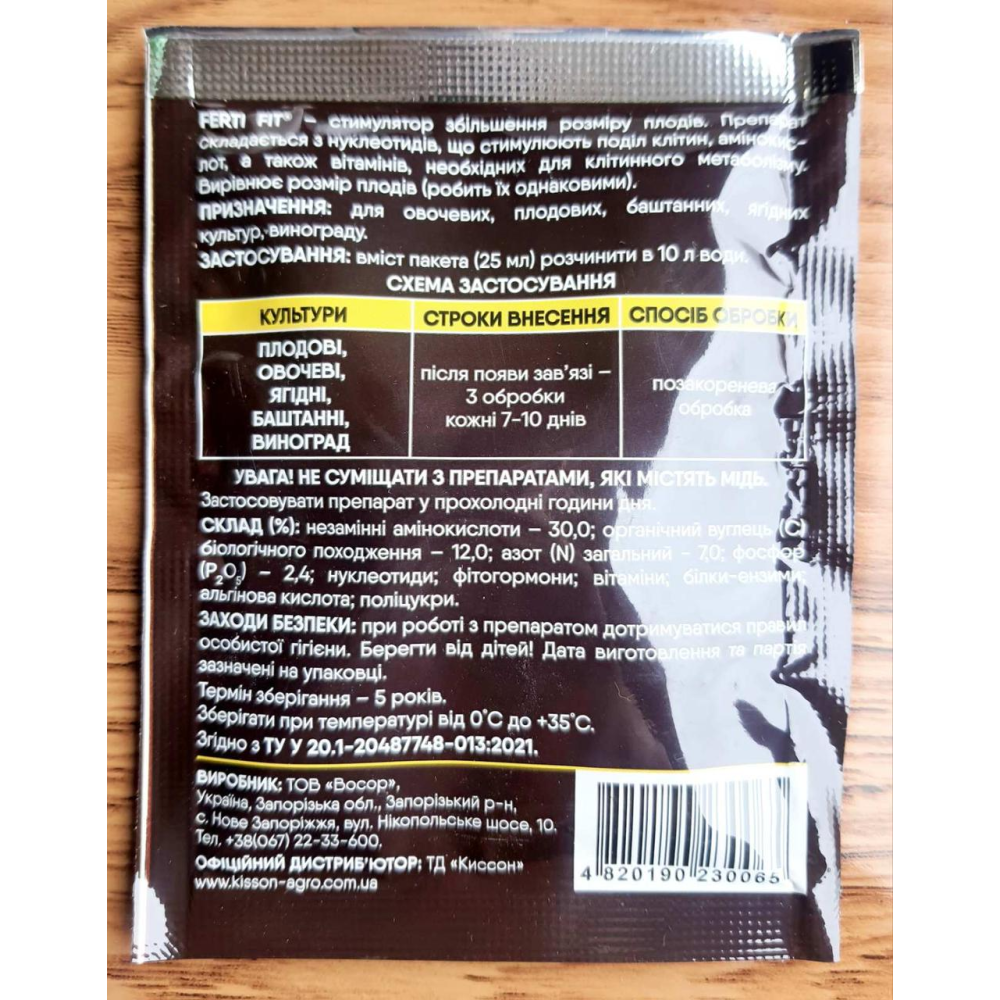 FERTI FIT® – стимулятор збільшення розміру плодів. Препарат
складається з нуклеотидів, що стимулюють поділ клітин, амінокис-
лот, а також вітамінів, необхідних для клітинного метаболізму.
Вирівнює розмір плодів (робить їх однаковими).
ПРИЗНАЧЕННЯ: для овочевих, плодових, баштанних, ягідних
культур, винограду.
ЗАСТОСУВАННЯ: вміст пакета (25 мл) розчинити в 10 л води.
СХЕМА ЗАСТОСУВАННЯ
КУЛЬТУРИ СТРОКИ ВНЕСЕННЯ СПОСІБ ОБРОБКИ
ПЛОДОВІ,
ОВОЧЕВІ,
ЯГІДНІ,
БАШТАННІ,
ВИНОГРАД
після появи зав’язі –
3 обробки
кожні 7–10 днів
позакоренева
обробка
УВАГА! НЕ СУМІЩАТИ З ПРЕПАРАТАМИ, ЯКІ МІСТЯТЬ МІДЬ.
Застосовувати препарат у прохолодні години дня.
СКЛАД (%): незамінні амінокислоти – 30,0; органічний вуглець (С)
біологічного походження – 12,0; азот (N) загальний - 7,0; фосфор
(P₂O₅) – 2,4; нуклеотиди; фітогормони; вітаміни; білки-ензими;
альгінова кислота; поліцукри.
ЗАХОДИ БЕЗПЕКИ: при роботі з препаратом дотримуватися правил
особистої гігієни. Берегти від дітей! Дата виготовлення та партія
зазначені на упаковці.
Термін зберігання – 5 років.
Зберігати при температурі від 0°С до +35°С.
Згідно з ТУ У 20.1-20487748-013:2021.
ВИРОБНИК: ТОВ «Восор»,
Україна, Запорізька обл., Запорізький р-н,
с. Нове Запоріжжя, вул. Нікопольське шосе, 10.
Тел. +38(067) 22-33-600.
ОФІЦІЙНИЙ ДИСТРИБ’ЮТОР: ТД «Киссон»
www.kisson-agro.com.ua
4 820190 230065